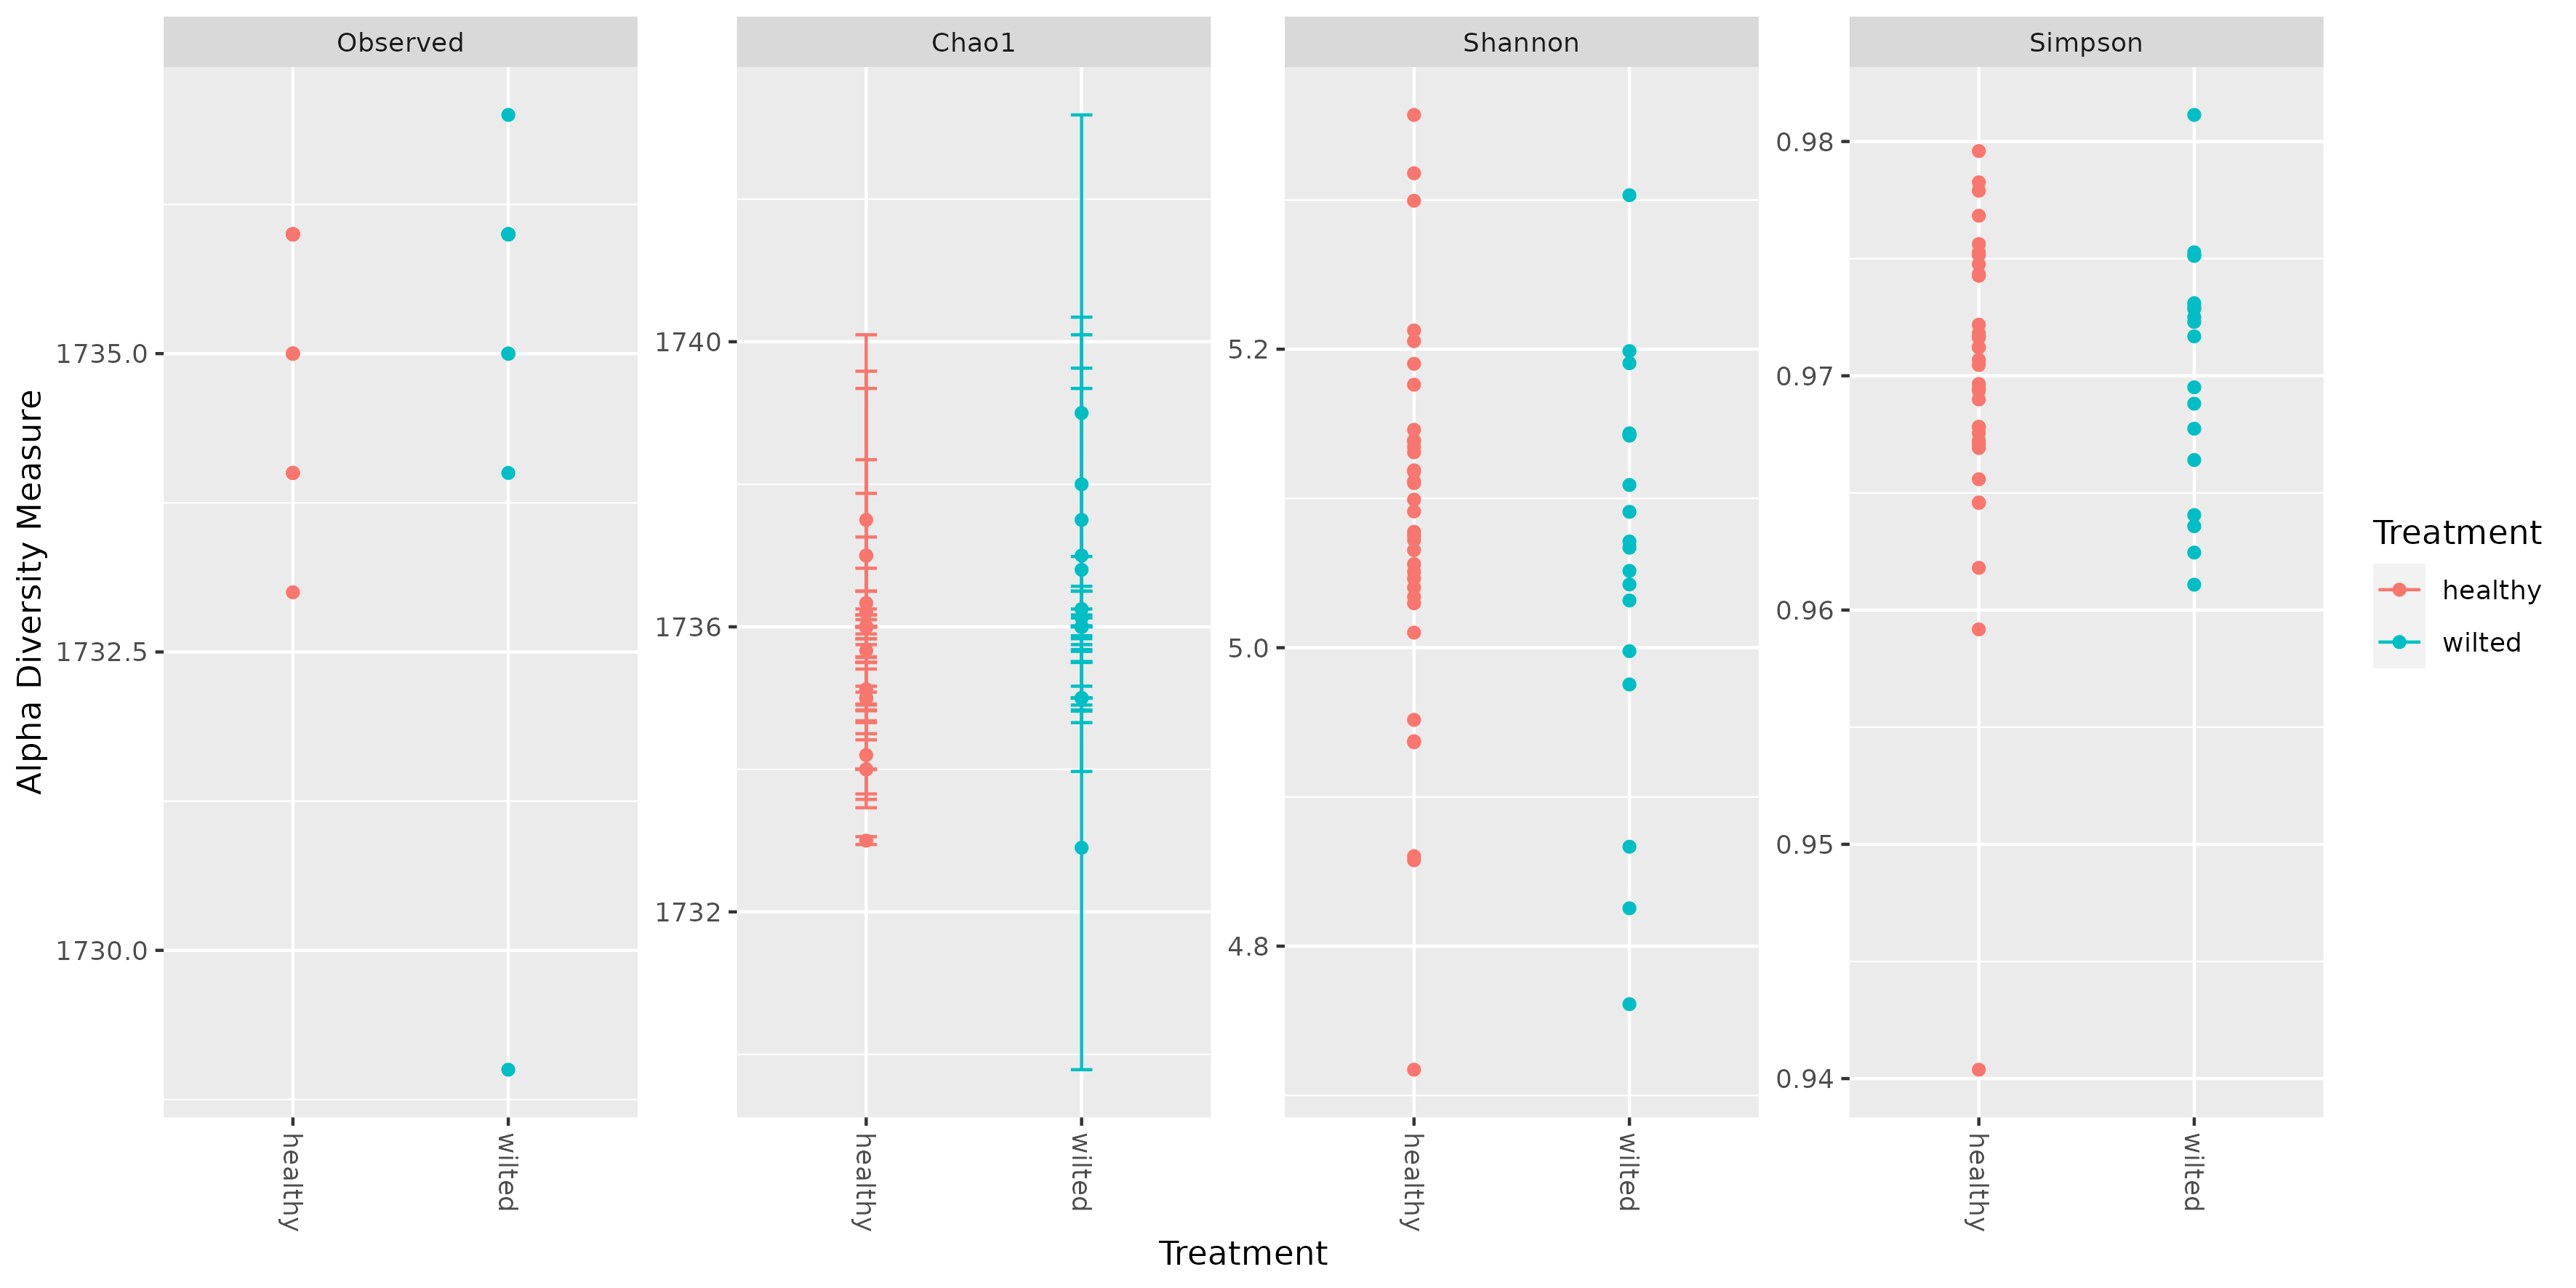 Observed
Chao1
Shannon
Simpson
Alpha Diversity Measure
1735.0
1732.5
1730.0
1740
1736
1732
5.2
5.0
4.8
0.98
0.97
0.96
0.95
0.94
healthy
wilted
healthy
wilted
healthy
wilted
healthy
wilted
Treatment
Treatment
healthy
wilted